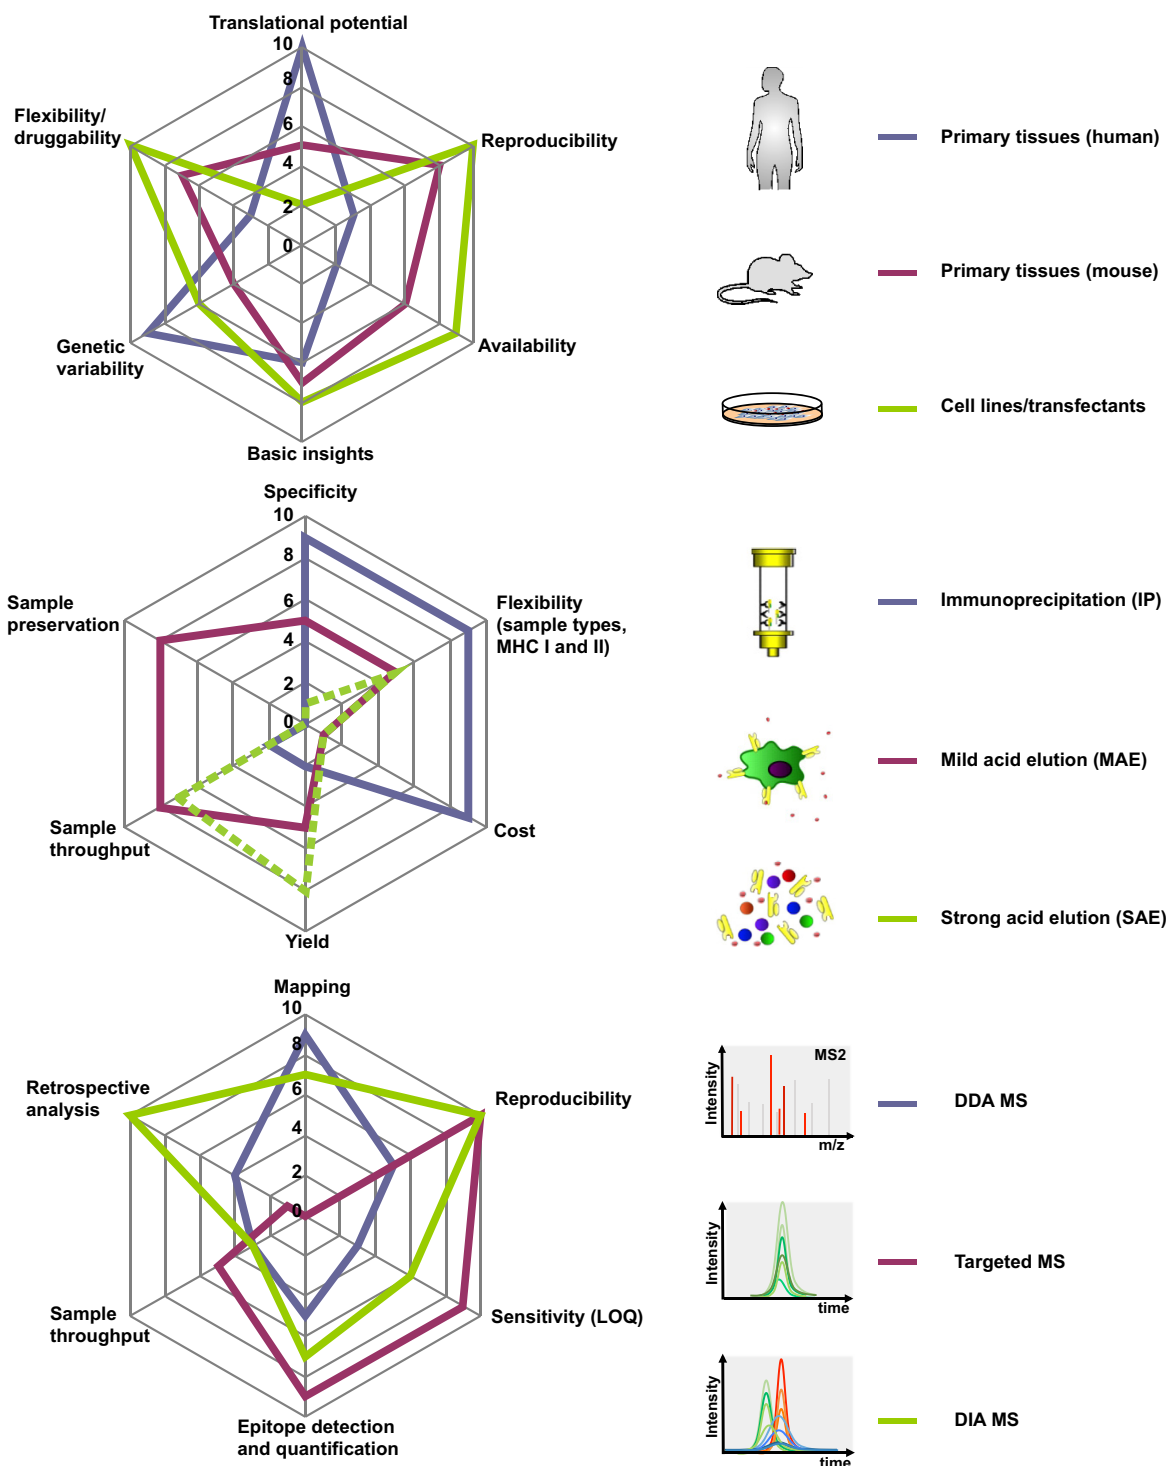 Translational potential
10
8
6
4
2
0
Flexibility/
druggability
Reproducibility
Genetic
variability
Availability
Basic insights
Primary tissues (human)
Primary tissues (mouse)
Cell lines/transfectants
Specificity
10
8
6
4
2
0
Sample
preservation
Flexibility
(sample types,
MHC I and II)
Sample
throughput
Cost
Yield
Immunoprecipitation (IP)
Mild acid elution (MAE)
Strong acid elution (SAE)
Mapping
10
8
6
4
2
0
Retrospective
analysis
Reproducibility
Sample
throughput
Sensitivity (LOQ)
Epitope detection
and quantification
MS2
Intensity
m/z
DDA MS
Intensity
time
Targeted MS
Intensity
time
DIA MS